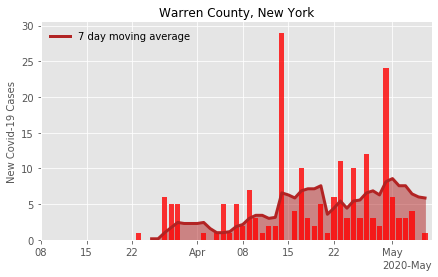 Warren County, New York
7 day moving average
New Covid-19 Cases
30
25
20
15
10
5
0
08
15
22
Apr
08
15
22
May
2020-May